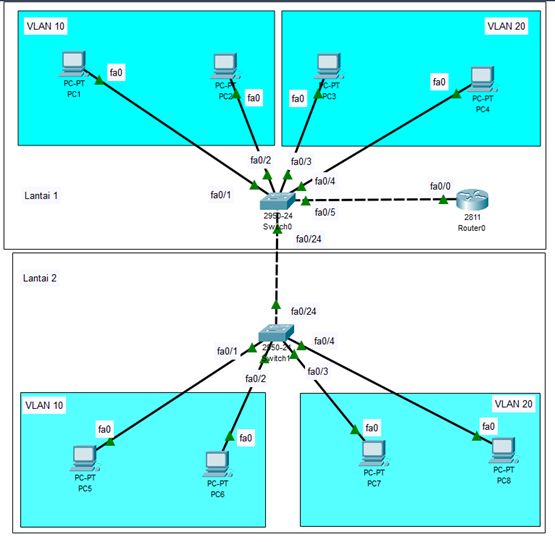 VLAN 10
VLAN 20
fa0
PC-PT
PC1
fa0
PC-PT
PC2
fa0
PC-PT
PC3
fa0
PC-PT
PC4
fa0/1
fa0/2
fa0/3
fa0/4
fa0/5
fa0/0
Lantai 1
2950-24
Switch0
2811
Router0
fa0/24
Lantai 2
fa0/24
2950-24
Switch1
fa0/1
fa0/2
fa0/3
fa0/4
VLAN 10
VLAN 20
fa0
PC-PT
PC5
fa0
PC-PT
PC6
fa0
PC-PT
PC7
fa0
PC-PT
PC8